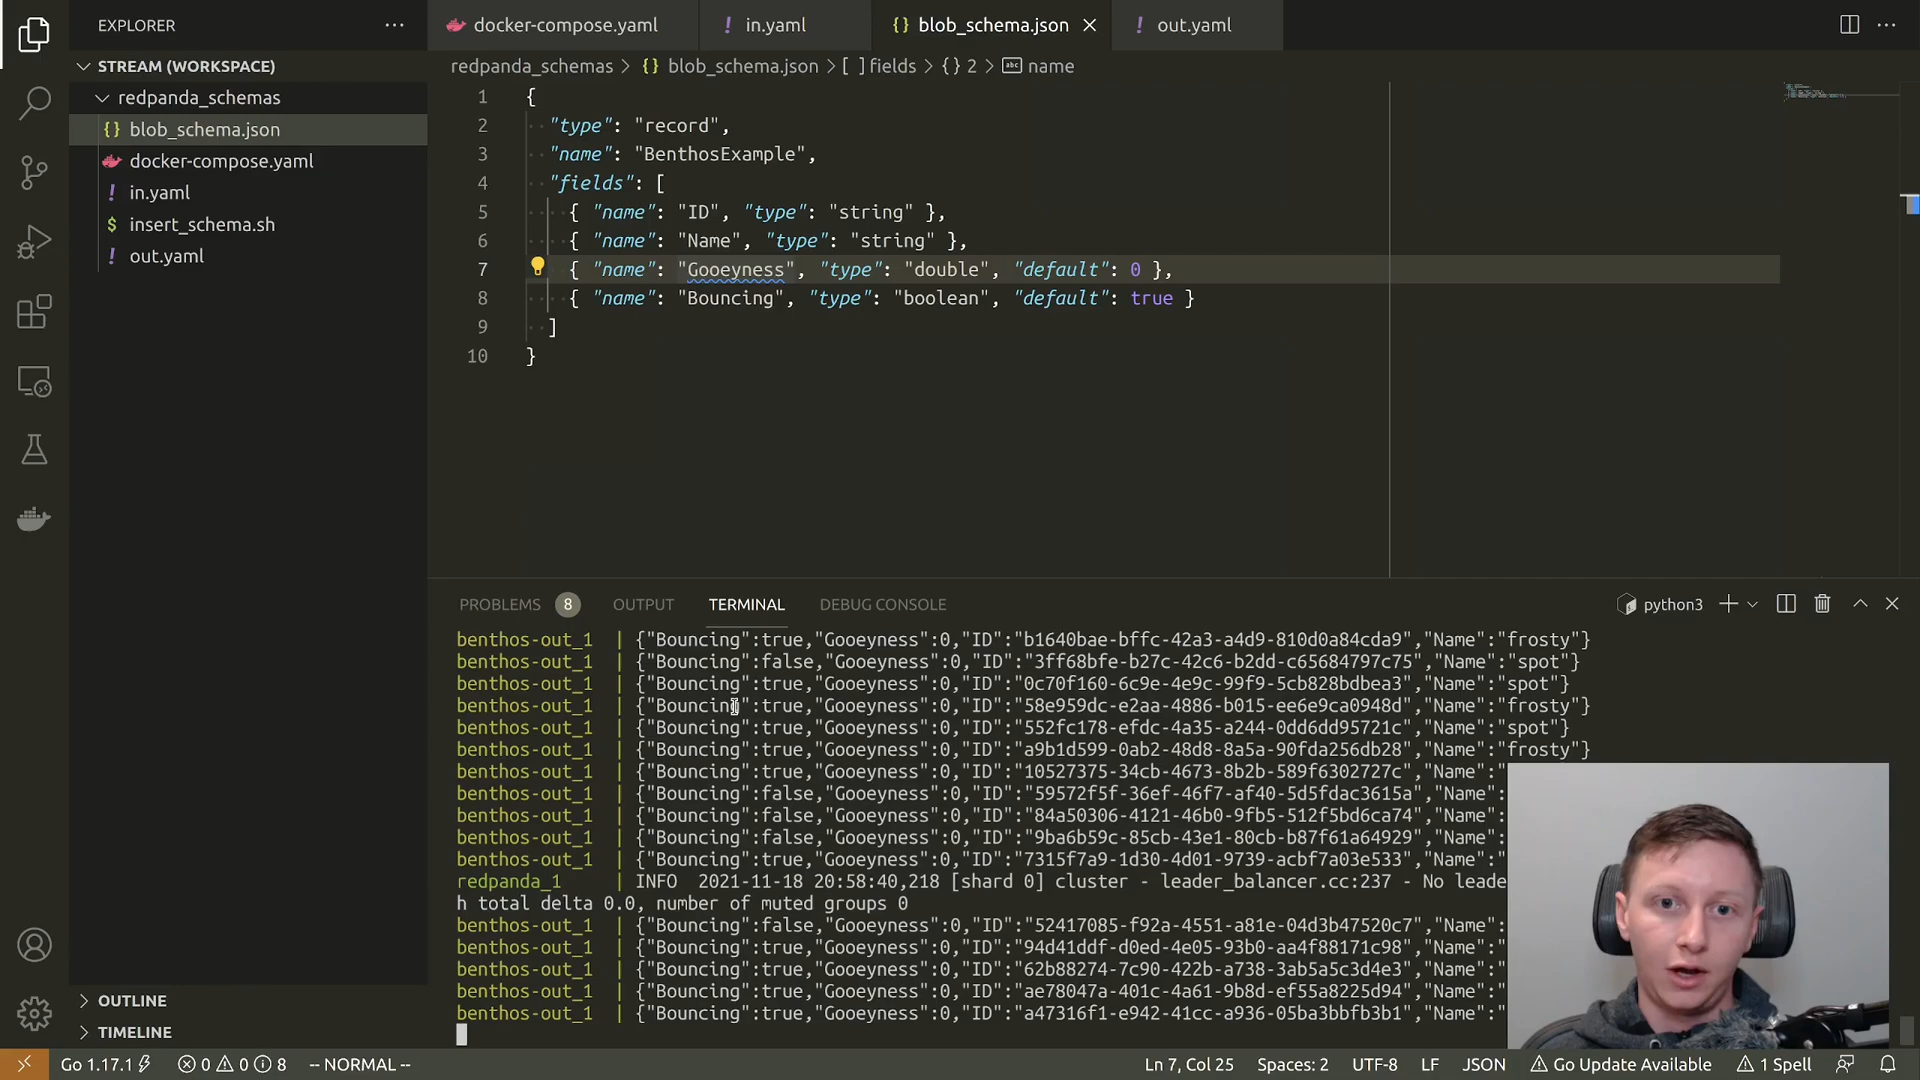 EXPLORER
docker-compose.yaml
in.yaml
{} blob_schema.json
out.yaml
STREAM (WORKSPACE)
redpanda_schemas
{} blob_schema.json
docker-compose.yaml
! in.yaml
$ insert_schema.sh
! out.yaml
redpanda_schemas > {} blob_schema.json > [ ] fields > {} 2 > abc name
1 {
2 "type": "record",
3 "name": "BenthosExample",
4 "fields": [
5 { "name": "ID", "type": "string" },
6 { "name": "Name", "type": "string" },
7 { "name": "Gooeyness", "type": "double", "default": 0 },
8 { "name": "Bouncing", "type": "boolean", "default": true }
9 ]
10 }
PROBLEMS 8 OUTPUT TERMINAL DEBUG CONSOLE
python3
benthos-out_1 | {"Bouncing":true,"Gooeyness":0,"ID":"b1640bae-bffc-42a3-a4d9-810d0a84cda9","Name":"frosty"}
benthos-out_1 | {"Bouncing":false,"Gooeyness":0,"ID":"3ff68bfe-b27c-42c6-b2dd-c65684797c75","Name":"spot"}
benthos-out_1 | {"Bouncing":true,"Gooeyness":0,"ID":"0c70f160-6c9e-4e9c-99f9-5cb828bdbea3","Name":"spot"}
benthos-out_1 | {"Bouncing":true,"Gooeyness":0,"ID":"58e959dc-e2aa-4886-b015-ee6e9ca0948d","Name":"frosty"}
benthos-out_1 | {"Bouncing":true,"Gooeyness":0,"ID":"552fc178-efdc-4a35-a244-0dd6dd95721c","Name":"spot"}
benthos-out_1 | {"Bouncing":true,"Gooeyness":0,"ID":"a9b1d599-0ab2-48d8-8a5a-90fda256db28","Name":"frosty"}
benthos-out_1 | {"Bouncing":true,"Gooeyness":0,"ID":"10527375-34cb-4673-8b2b-589f6302727c","Name":
benthos-out_1 | {"Bouncing":false,"Gooeyness":0,"ID":"59572f5f-36ef-46f7-af40-5d5fdac3615a","Name":
benthos-out_1 | {"Bouncing":false,"Gooeyness":0,"ID":"84a50306-4121-46b0-9fb5-512f5bd6ca74","Name":
benthos-out_1 | {"Bouncing":false,"Gooeyness":0,"ID":"9ba6b59c-85cb-43e1-80cb-b87f61a64929","Name":
benthos-out_1 | {"Bouncing":true,"Gooeyness":0,"ID":"7315f7a9-1d30-4d01-9739-acbf7a03e533","Name":
redpanda_1 | INFO 2021-11-18 20:58:40,218 [shard 0] cluster - leader_balancer.cc:237 - No leade
h total delta 0.0, number of muted groups 0
benthos-out_1 | {"Bouncing":false,"Gooeyness":0,"ID":"52417085-f92a-4551-a81e-04d3b47520c7","Name":
benthos-out_1 | {"Bouncing":true,"Gooeyness":0,"ID":"94d41ddf-d0ed-4e05-93b0-aa4f88171c98","Name":
benthos-out_1 | {"Bouncing":true,"Gooeyness":0,"ID":"62b88274-7c90-422b-a738-3ab5a5c3d4e3","Name":
benthos-out_1 | {"Bouncing":true,"Gooeyness":0,"ID":"ae78047a-401c-4a61-9b8d-ef55a8225d94","Name":
benthos-out_1 | {"Bouncing":true,"Gooeyness":0,"ID":"a47316f1-e942-41cc-a936-05ba3bbfb3b1","Name":
OUTLINE
TIMELINE
Go 1.17.1 0 0 8 -- NORMAL -- Ln 7, Col 25 Spaces: 2 UTF-8 LF JSON Go Update Available 1 Spell